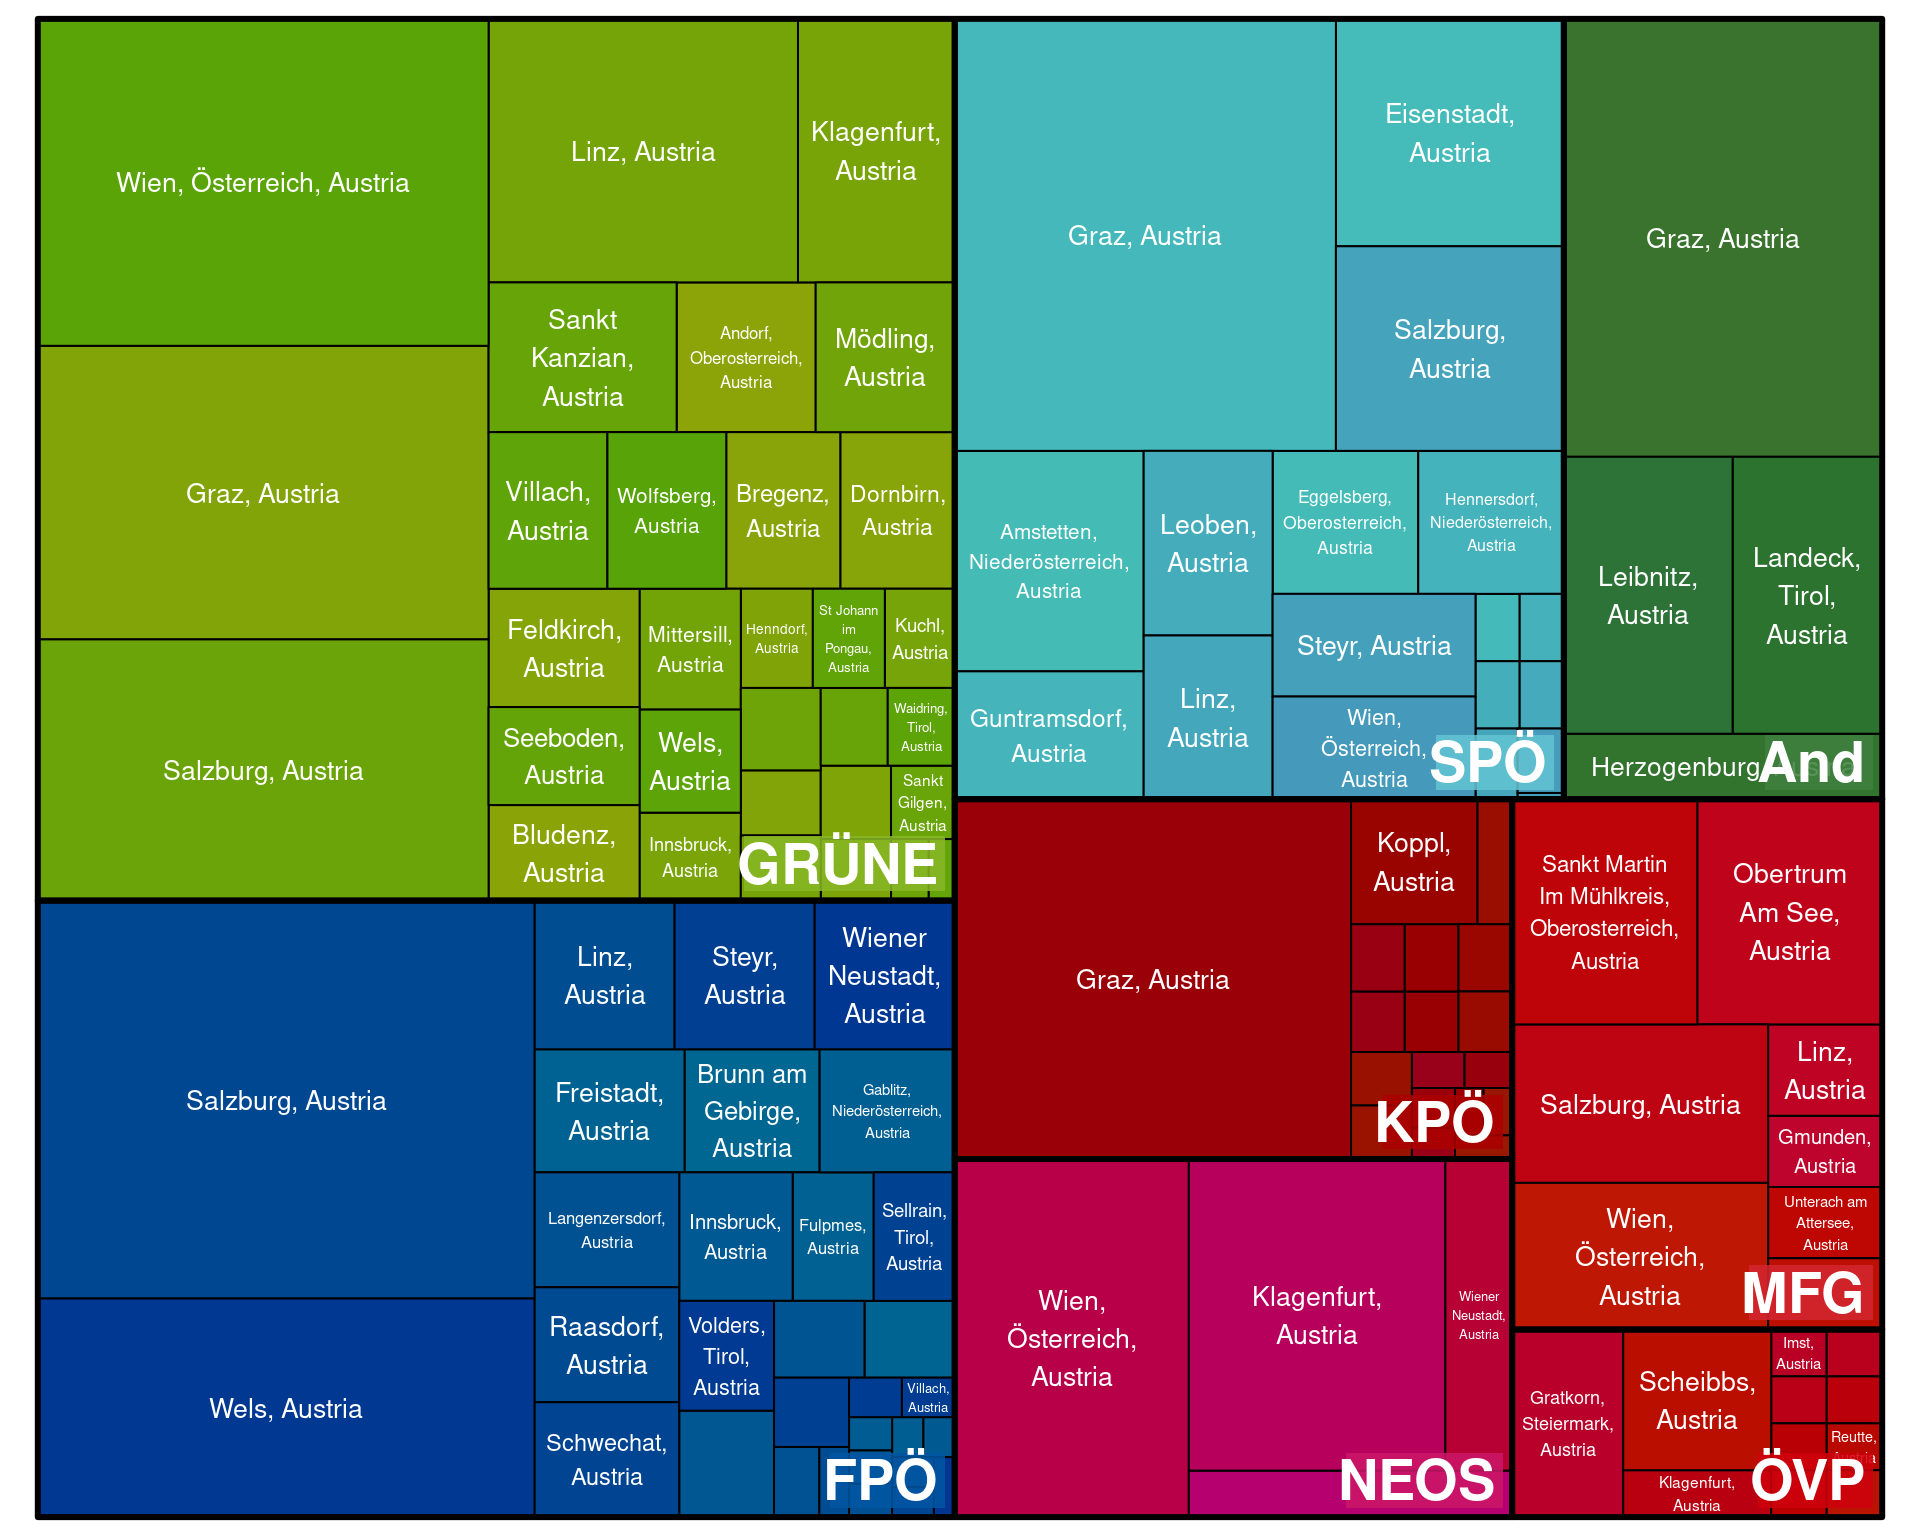 Wien, Österreich, Austria
Graz, Austria
Salzburg, Austria
Linz, Austria
Klagenfurt,
Austria
Sankt
Kanzian,
Austria
Andorf,
Oberosterreich,
Austria
Mödling,
Austria
Villach,
Austria
Wolfsberg,
Austria
Bregenz,
Austria
Dornbirn,
Austria
Feldkirch,
Austria
Mittersill,
Austria
Henndorf,
Austria
St Johann
im
Pongau,
Austria
Kuchl,
Austria
Seeboden,
Austria
Wels,
Austria
Waidring,
Tirol,
Austria
Bludenz,
Austria
Innsbruck,
Austria
Sankt
Gilgen,
Austria
GRÜNE
Graz, Austria
Eisenstadt,
Austria
Salzburg,
Austria
Amstetten,
Niederösterreich,
Austria
Leoben,
Austria
Eggelsberg,
Oberosterreich,
Austria
Hennersdorf,
Niederösterreich,
Austria
Steyr, Austria
Guntramsdorf,
Austria
Linz,
Austria
Wien,
Österreich,
Austria
SPÖ
Graz, Austria
Leibnitz,
Austria
Landeck,
Tirol,
Austria
Herzogenburg
And
Salzburg, Austria
Wels, Austria
Linz,
Austria
Steyr,
Austria
Wiener
Neustadt,
Austria
Freistadt,
Austria
Brunn am
Gebirge,
Austria
Gablitz,
Niederösterreich,
Austria
Langenzersdorf,
Austria
Innsbruck,
Austria
Fulpmes,
Austria
Sellrain,
Tirol,
Austria
Raasdorf,
Austria
Volders,
Tirol,
Austria
Villach,
Austria
Schwechat,
Austria
FPÖ
Graz, Austria
Koppl,
Austria
KPÖ
Wien,
Österreich,
Austria
Klagenfurt,
Austria
Wiener
Neustadt,
Austria
NEOS
Sankt Martin
Im Mühlkreis,
Oberosterreich,
Austria
Obertrum
Am See,
Austria
Salzburg, Austria
Linz,
Austria
Gmunden,
Austria
Wien,
Österreich,
Austria
Unterach am
Attersee,
Austria
MFG
Gratkorn,
Steiermark,
Austria
Scheibbs,
Austria
Imst,
Austria
Reutte,
Klagenfurt,
Austria
ÖVP